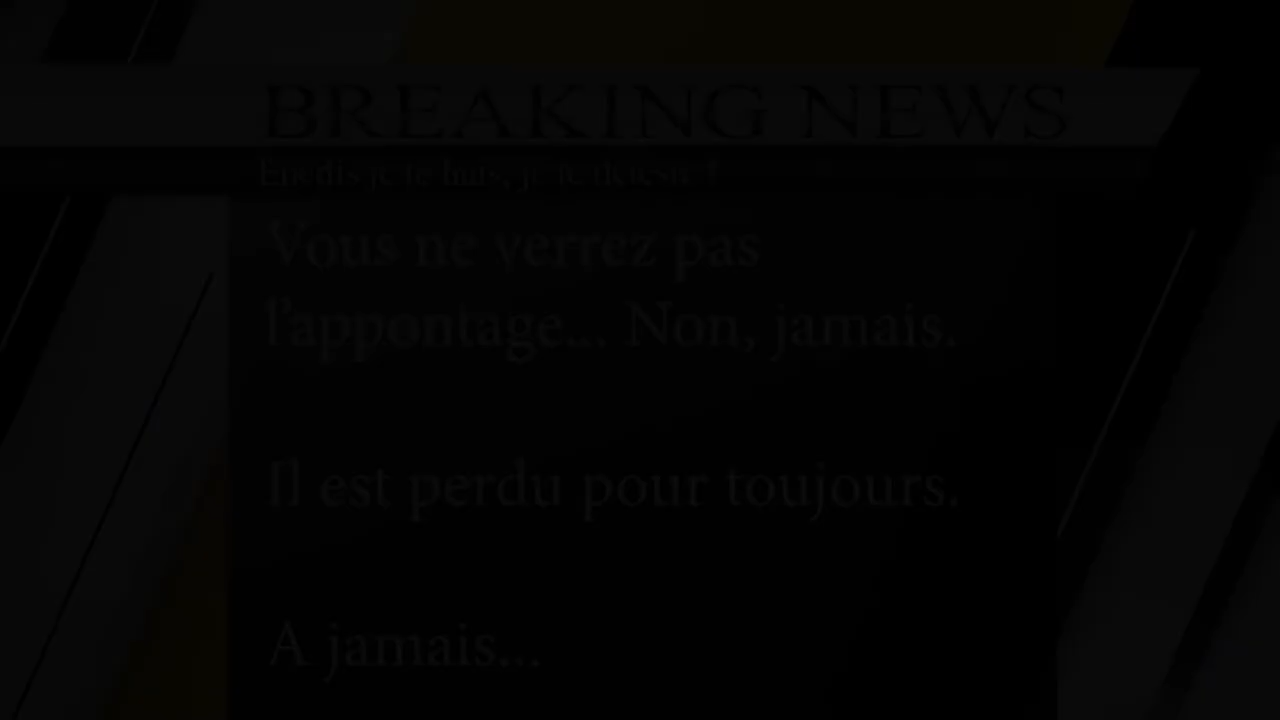 BREAKING NEWS
Vous ne verrez pas
l'appontage... Non, jamais.
Il est perdu pour toujours.
A jamais...